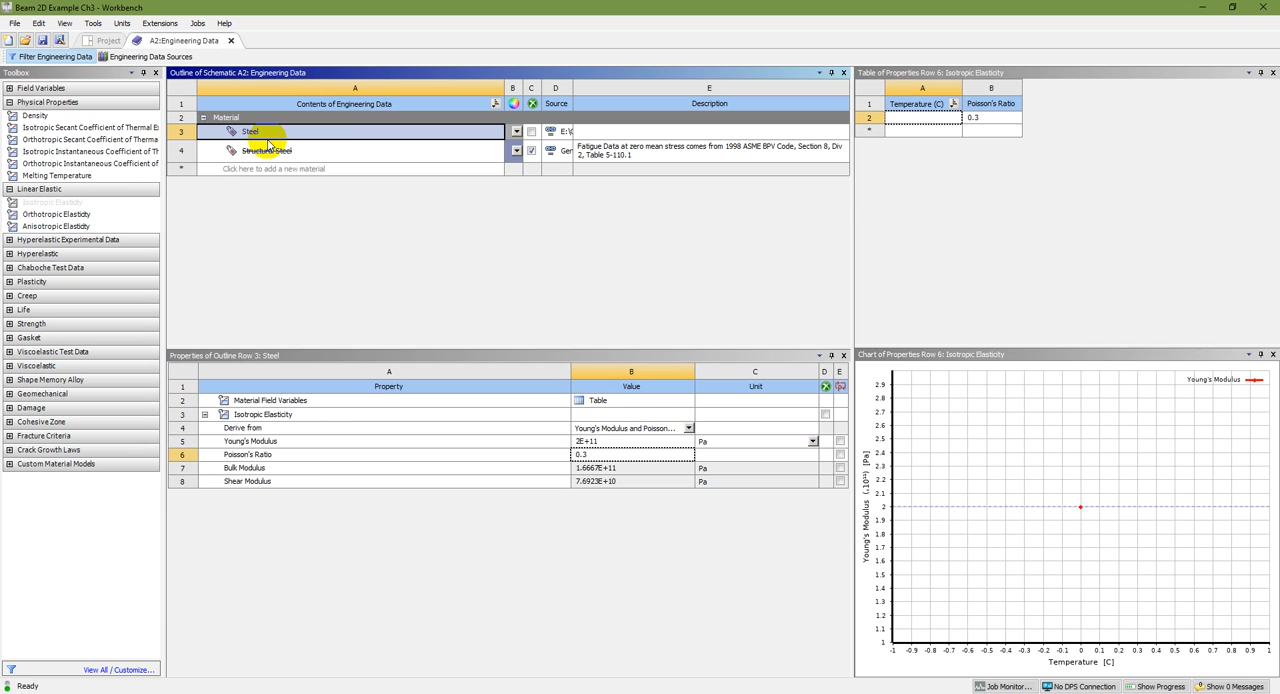 Beam 2D Example Ch3 - Workbench
File Edit View Tools Units Extensions Jobs Help
Project A2:Engineering Data
Filter Engineering Data Engineering Data Sources
Toolbox
Field Variables
Physical Properties
Density
Isotropic Secant Coefficient of Thermal E
Orthotropic Secant Coefficient of Therma
Isotropic Instantaneous Coefficient of Th
Orthotropic Instantaneous Coefficient of
Melting Temperature
Linear Elastic
Isotropic Elasticity
Orthotropic Elasticity
Anisotropic Elasticity
Hyperelastic Experimental Data
Hyperelastic
Chaboche Test Data
Plasticity
Creep
Life
Strength
Gasket
Viscoelastic Test Data
Viscoelastic
Shape Memory Alloy
Geomechanical
Damage
Cohesive Zone
Fracture Criteria
Crack Growth Laws
Custom Material Models
View All / Customize...
Outline of Schematic A2: Engineering Data
A B C D E
1 Contents of Engineering Data Source Description
2 Material
3 Steel E:\
4 Structural Steel Ger Fatigue Data at zero mean stress comes from 1998 ASME BPV Code, Section 8, Div
2, Table 5-110.1
* Click here to add a new material
Properties of Outline Row 3: Steel
A B C D E
1 Property Value Unit
2 Material Field Variables Table
3 Isotropic Elasticity
4 Derive from Young's Modulus and Poisson...
5 Young's Modulus 2E+11 Pa
6 Poisson's Ratio 0.3
7 Bulk Modulus 1.6667E+11 Pa
8 Shear Modulus 7.6923E+10 Pa
Table of Properties Row 6: Isotropic Elasticity
A B
1 Temperature (C) Poisson's Ratio
2 0.3
*
Chart of Properties Row 6: Isotropic Elasticity
Young's Modulus
2.9
2.8
2.7
2.6
2.5
2.4
2.3
2.2
2.1
2
1.9
1.8
1.7
1.6
1.5
1.4
1.3
1.2
1.1
1
Young's Modulus (.10¹¹) [Pa]
-1 -0.9 -0.8 -0.7 -0.6 -0.5 -0.4 -0.3 -0.2 -0.1 0 0.1 0.2 0.3 0.4 0.5 0.6 0.7 0.8 0.9 1
Temperature [C]
Ready
Job Monitor... No DPS Connection Show Progress Show 0 Messages